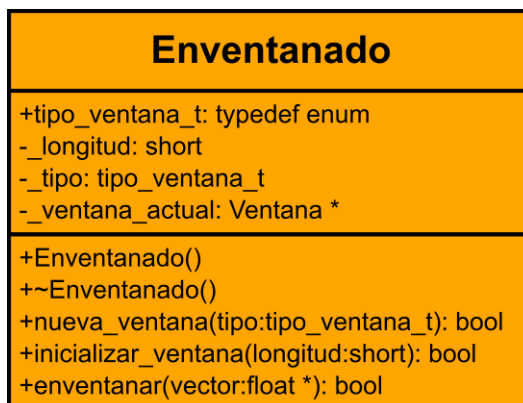 Enventanado
+tipo_ventana_t: typedef enum
-_longitud: short
-_tipo: tipo_ventana_t
-_ventana_actual: Ventana *
+Enventanado()
+~Enventanado()
+nueva_ventana(tipo:tipo_ventana_t): bool
+inicializar_ventana(longitud:short): bool
+enventanar(vector:float *): bool